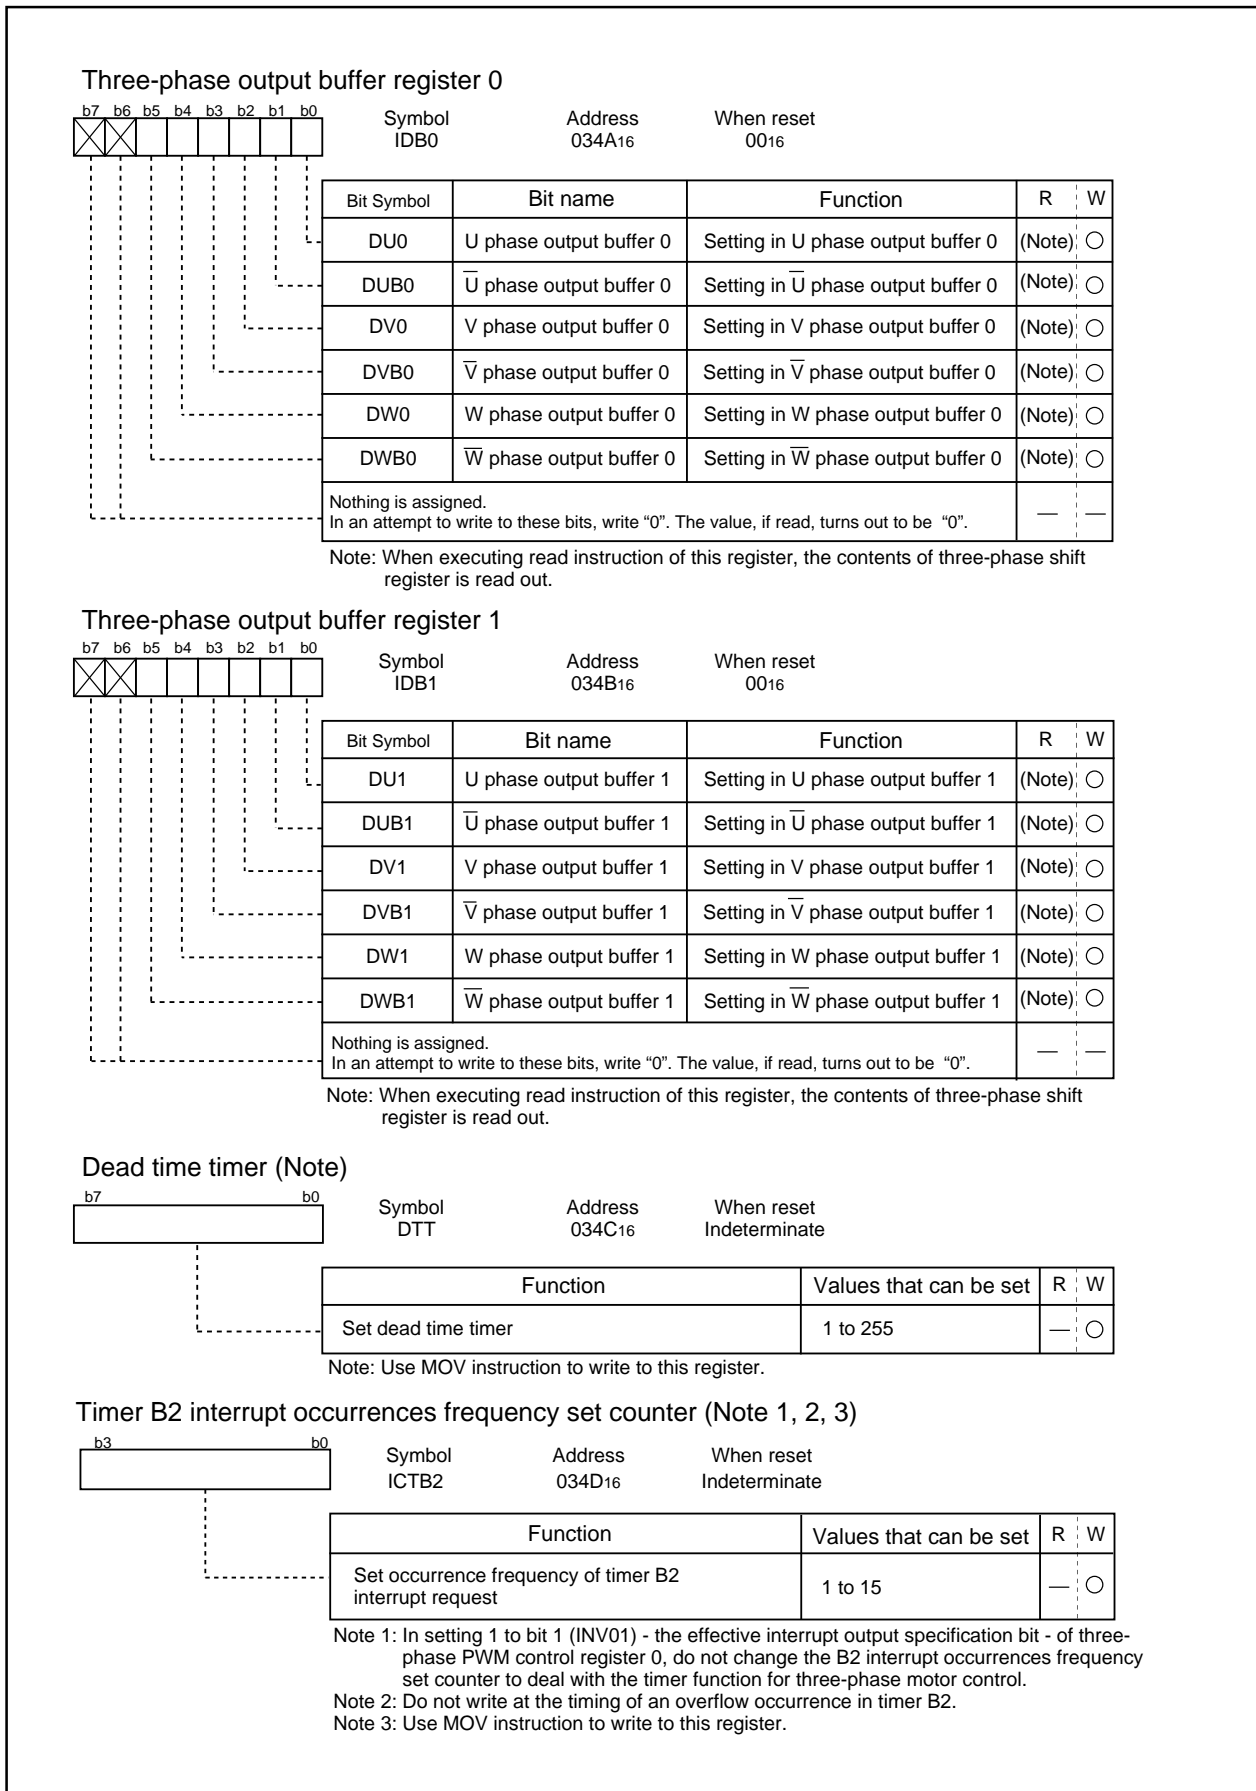 Three-phase output buffer register 0
b7 b6 b5 b4 b3 b2 b1 b0
Symbol Address When reset
IDB0 034A16 0016
Bit Symbol Bit name Function R W
DU0 U phase output buffer 0 Setting in U phase output buffer 0 (Note)
DUB0 U̅ phase output buffer 0 Setting in U̅ phase output buffer 0 (Note)
DV0 V phase output buffer 0 Setting in V phase output buffer 0 (Note)
DVB0 V̅ phase output buffer 0 Setting in V̅ phase output buffer 0 (Note)
DW0 W phase output buffer 0 Setting in W phase output buffer 0 (Note)
DWB0 W̅ phase output buffer 0 Setting in W̅ phase output buffer 0 (Note)
Nothing is assigned.
In an attempt to write to these bits, write “0”. The value, if read, turns out to be “0”. — —
Note: When executing read instruction of this register, the contents of three-phase shift
register is read out.
Three-phase output buffer register 1
b7 b6 b5 b4 b3 b2 b1 b0
Symbol Address When reset
IDB1 034B16 0016
Bit Symbol Bit name Function R W
DU1 U phase output buffer 1 Setting in U phase output buffer 1 (Note)
DUB1 U̅ phase output buffer 1 Setting in U̅ phase output buffer 1 (Note)
DV1 V phase output buffer 1 Setting in V phase output buffer 1 (Note)
DVB1 V̅ phase output buffer 1 Setting in V̅ phase output buffer 1 (Note)
DW1 W phase output buffer 1 Setting in W phase output buffer 1 (Note)
DWB1 W̅ phase output buffer 1 Setting in W̅ phase output buffer 1 (Note)
Nothing is assigned.
In an attempt to write to these bits, write “0”. The value, if read, turns out to be “0”. — —
Note: When executing read instruction of this register, the contents of three-phase shift
register is read out.
Dead time timer (Note)
b7 b0
Symbol Address When reset
DTT 034C16 Indeterminate
Function Values that can be set R W
Set dead time timer 1 to 255 —
Note: Use MOV instruction to write to this register.
Timer B2 interrupt occurrences frequency set counter (Note 1, 2, 3)
b3 b0
Symbol Address When reset
ICTB2 034D16 Indeterminate
Function Values that can be set R W
Set occurrence frequency of timer B2
interrupt request 1 to 15 —
Note 1: In setting 1 to bit 1 (INV01) - the effective interrupt output specification bit - of three-
phase PWM control register 0, do not change the B2 interrupt occurrences frequency
set counter to deal with the timer function for three-phase motor control.
Note 2: Do not write at the timing of an overflow occurrence in timer B2.
Note 3: Use MOV instruction to write to this register.